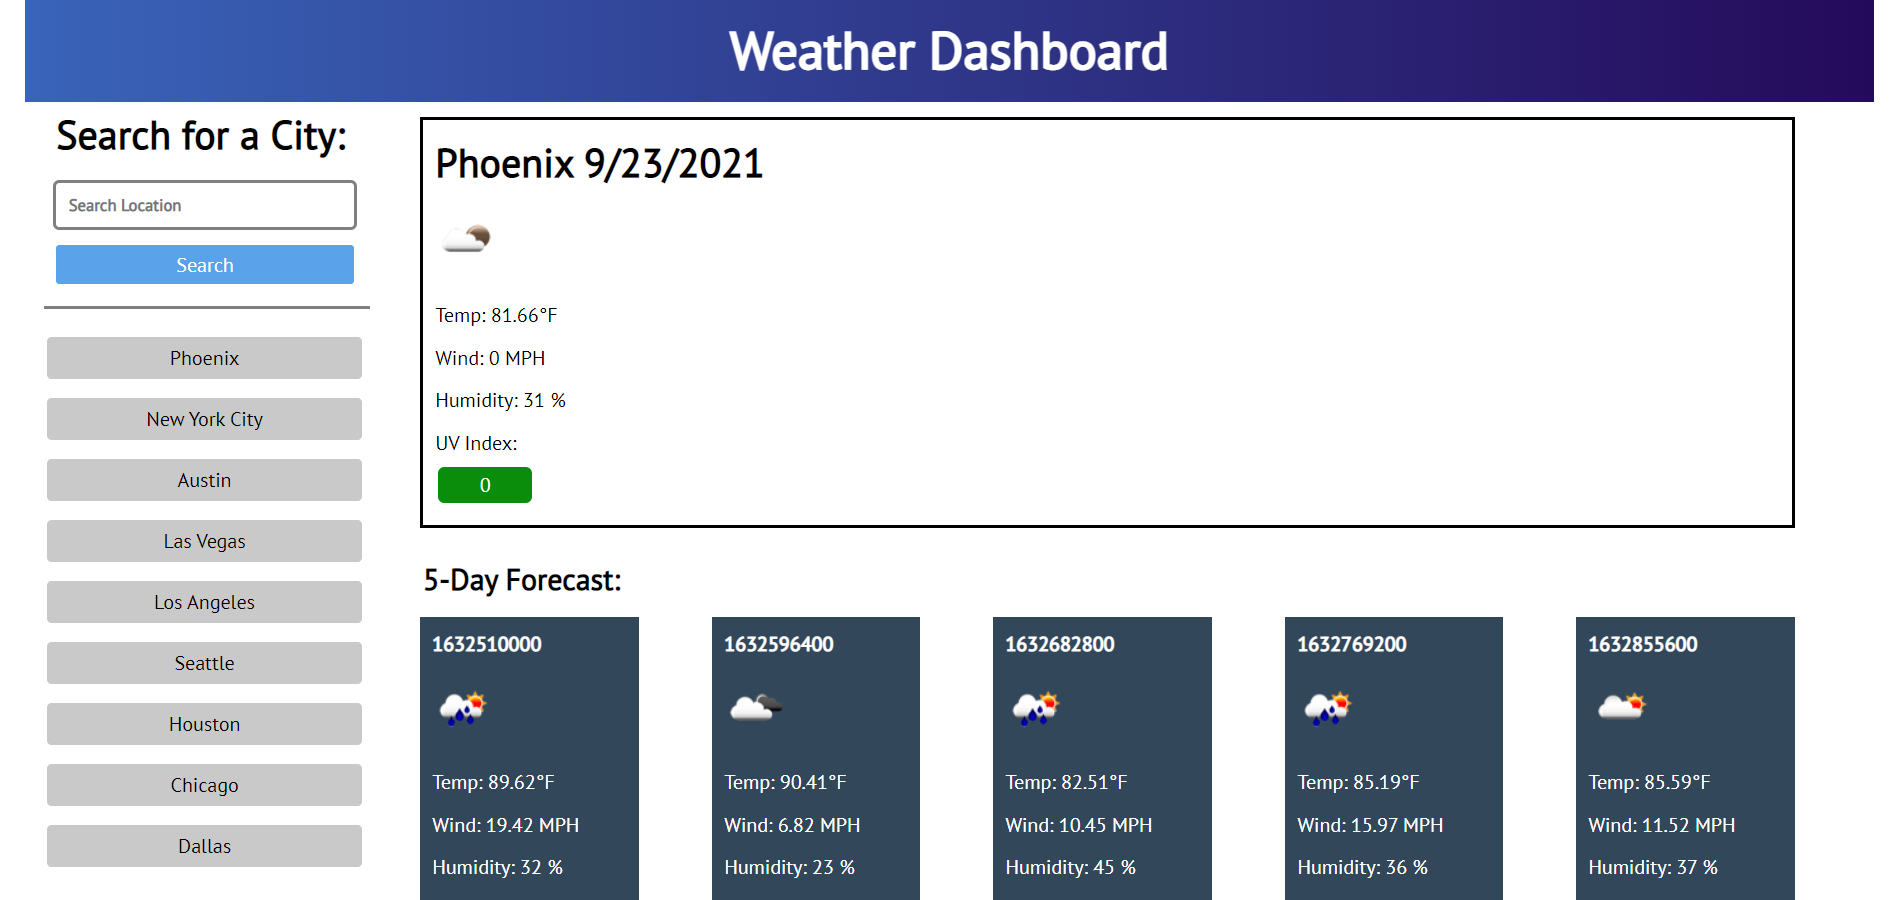 Weather Dashboard
Search for a City:
Search Location
Search
Phoenix
New York City
Austin
Las Vegas
Los Angeles
Seattle
Houston
Chicago
Dallas
Phoenix 9/23/2021
Temp: 81.66°F
Wind: 0 MPH
Humidity: 31 %
UV Index:
0
5-Day Forecast:
1632510000
Temp: 89.62°F
Wind: 19.42 MPH
Humidity: 32 %
1632596400
Temp: 90.41°F
Wind: 6.82 MPH
Humidity: 23 %
1632682800
Temp: 82.51°F
Wind: 10.45 MPH
Humidity: 45 %
1632769200
Temp: 85.19°F
Wind: 15.97 MPH
Humidity: 36 %
1632855600
Temp: 85.59°F
Wind: 11.52 MPH
Humidity: 37 %